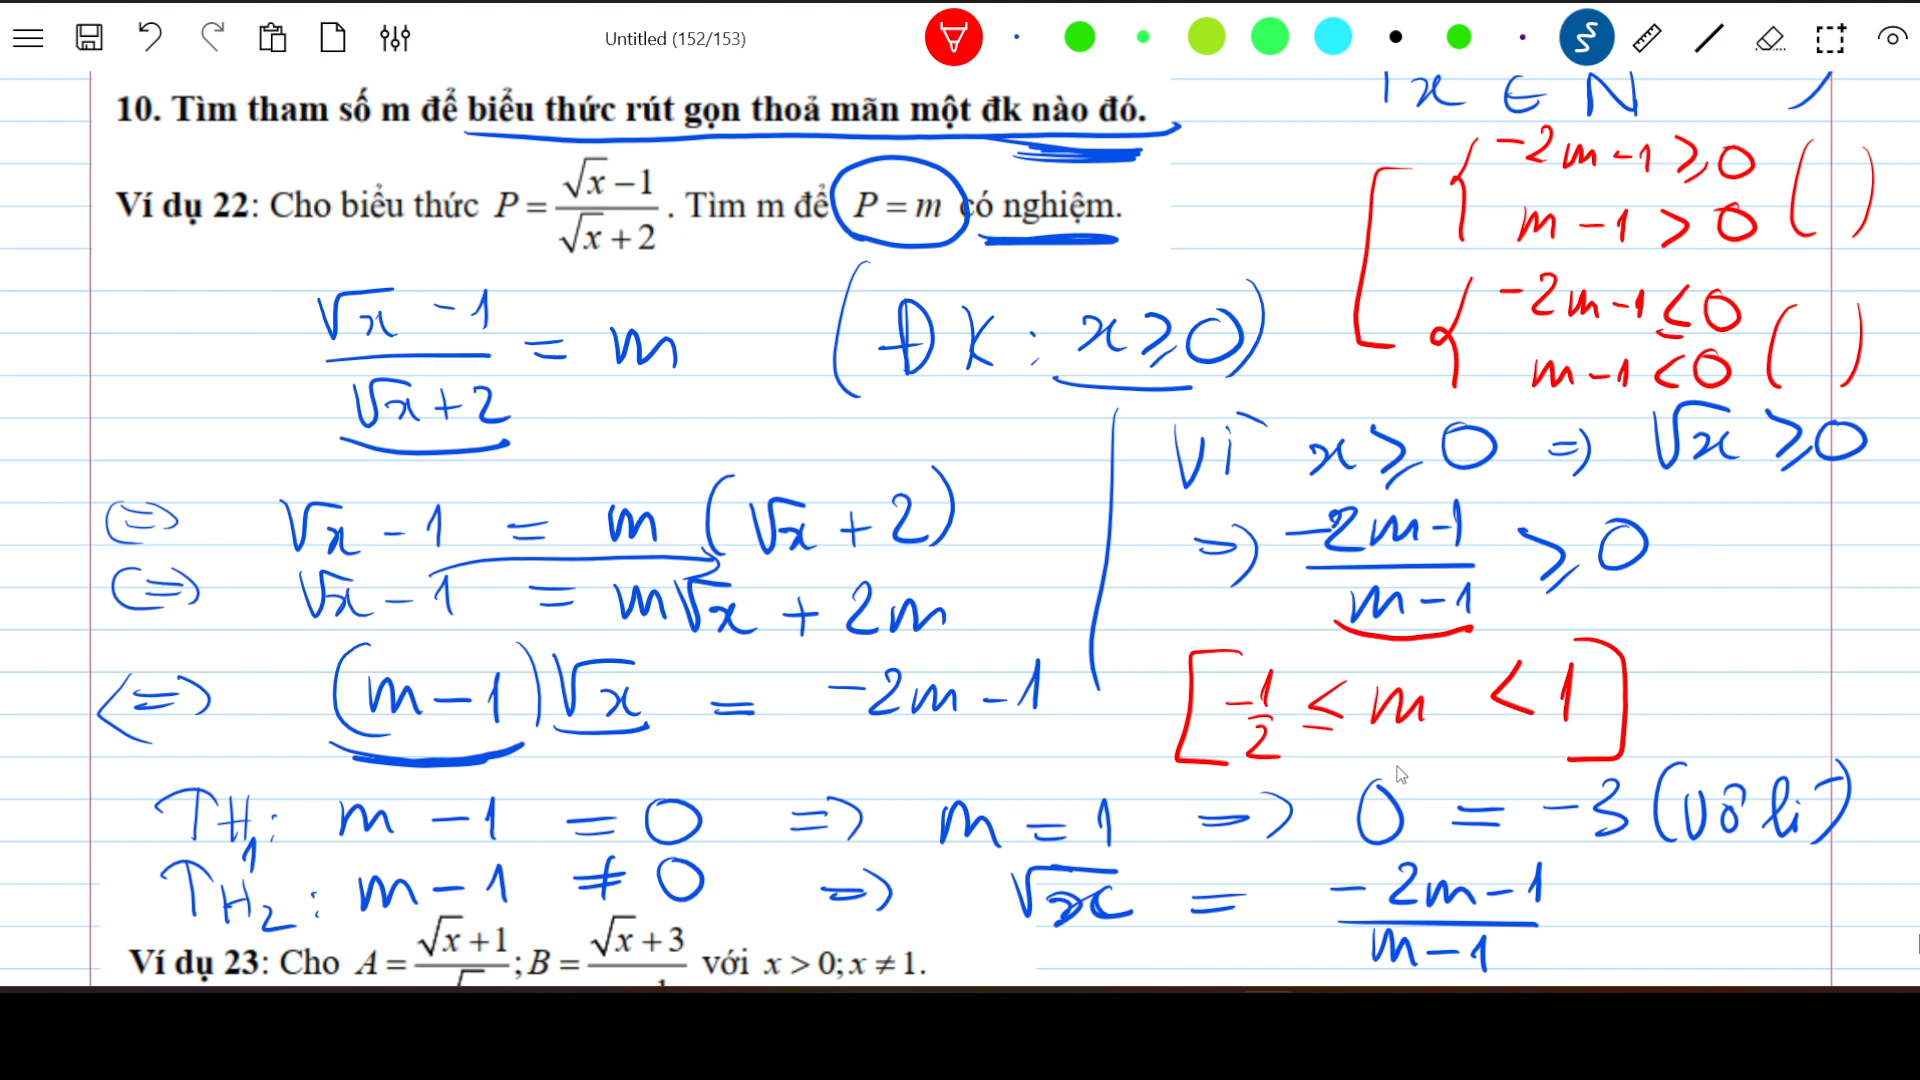 Untitled (152/153)
10. Tìm tham số m để biểu thức rút gọn thoả mãn một đk nào đó.
Ví dụ 22: Cho biểu thức P = (√x − 1)/(√x + 2). Tìm m để P = m có nghiệm.
(√x − 1)/(√x + 2) = m (ĐK: x ≥ 0)
⇔ √x − 1 = m (√x + 2)
⇔ √x − 1 = m√x + 2m
⇔ (m − 1)√x = −2m − 1
x ∈ N
−2m − 1 ≥ 0
m − 1 > 0
−2m − 1 ≤ 0
m − 1 < 0
Vì x ≥ 0 ⇒ √x ≥ 0
⇒ (−2m − 1)/(m − 1) ≥ 0
[−1/2 ≤ m < 1]
TH1: m − 1 = 0 ⇒ m = 1 ⇒ 0 = −3 (vô lí)
TH2: m − 1 ≠ 0 ⇒ √x = (−2m − 1)/(m − 1)
Ví dụ 23: Cho A = √x + 1; B = √x + 3 với x > 0; x ≠ 1.